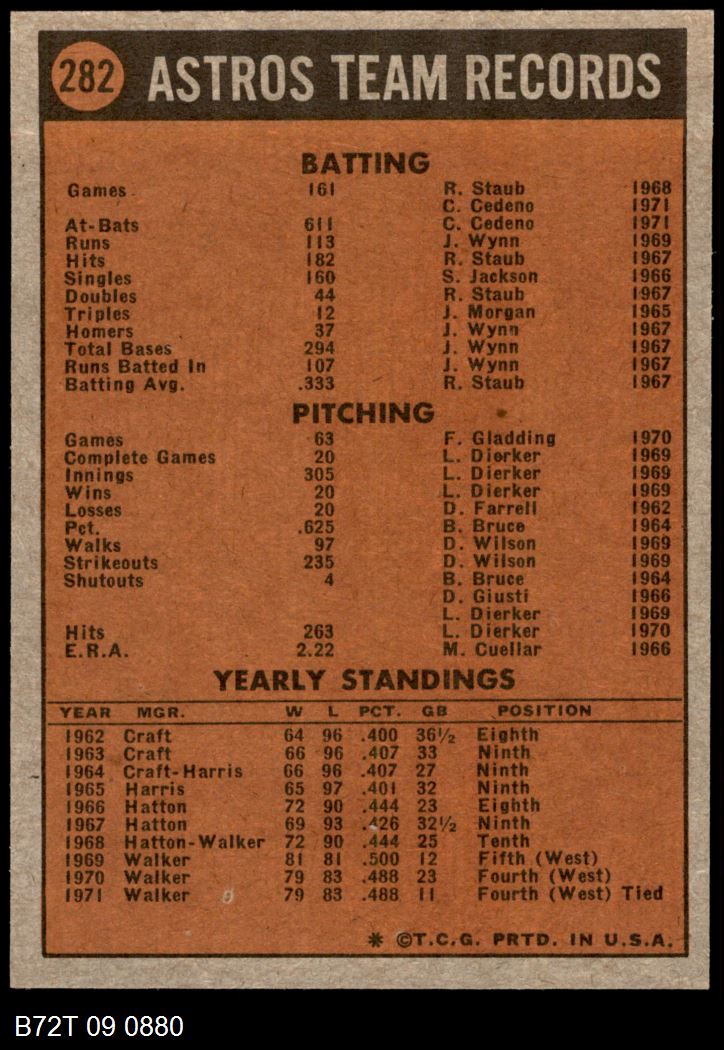 282 ASTROS TEAM RECORDS
BATTING
Games 161 R. Staub 1968
C. Cedeno 1971
At-Bats 611 C. Cedeno 1971
Runs 113 J. Wynn 1969
Hits 182 R. Staub 1967
Singles 160 S. Jackson 1966
Doubles 44 R. Staub 1967
Triples 12 J. Morgan 1965
Homers 37 J. Wynn 1967
Total Bases 294 J. Wynn 1967
Runs Batted In 107 J. Wynn 1967
Batting Avg. .333 R. Staub 1967
PITCHING
Games 63 F. Gladding 1970
Complete Games 20 L. Dierker 1969
Innings 305 L. Dierker 1969
Wins 20 L. Dierker 1969
Losses 20 D. Farrell 1962
Pct. .625 B. Bruce 1964
Walks 97 D. Wilson 1969
Strikeouts 235 D. Wilson 1969
Shutouts 4 B. Bruce 1964
D. Giusti 1966
L. Dierker 1969
Hits 263 L. Dierker 1970
E.R.A. 2.22 M. Cuellar 1966
YEARLY STANDINGS
YEAR MGR. W L PCT. GB POSITION
1962 Craft 64 96 .400 36½ Eighth
1963 Craft 66 96 .407 33 Ninth
1964 Craft-Harris 66 96 .407 27 Ninth
1965 Harris 65 97 .401 32 Ninth
1966 Hatton 72 90 .444 23 Eighth
1967 Hatton 69 93 .426 32½ Ninth
1968 Hatton-Walker 72 90 .444 25 Tenth
1969 Walker 81 81 .500 12 Fifth (West)
1970 Walker 79 83 .488 23 Fourth (West)
1971 Walker 79 83 .488 11 Fourth (West) Tied
* ©T.C.G. PRTD. IN U.S.A.
B72T 09 0880